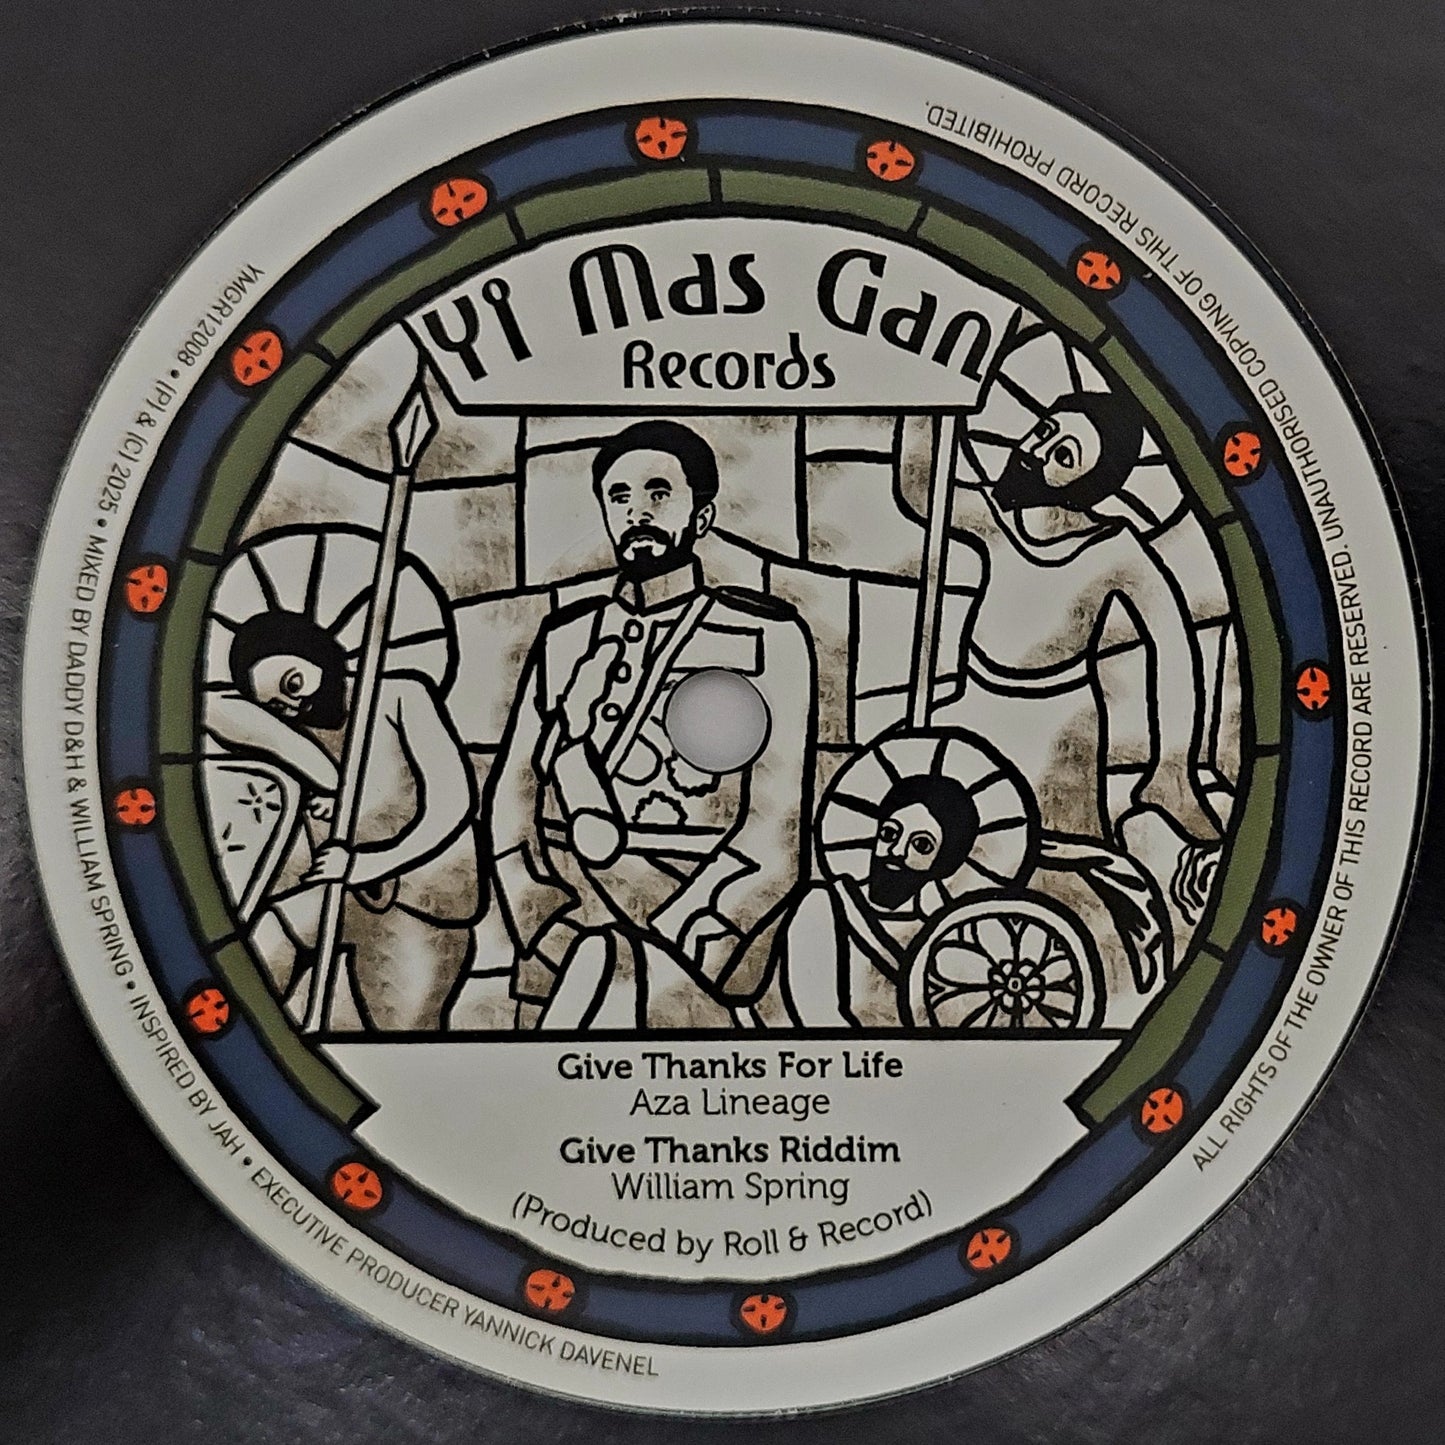 Yi Mas Gan
Records
Give Thanks For Life
Aza Lineage
Give Thanks Riddim
William Spring
(Produced by Roll & Record)
YMGR12008 • (P) & (C) 2025 • MIXED BY DADDY D&H & WILLIAM SPRING • INSPIRED BY JAH • EXECUTIVE PRODUCER YANNICK DAVENEL
ALL RIGHTS OF THE OWNER OF THIS RECORD ARE RESERVED. UNAUTHORISED COPYING OF THIS RECORD PROHIBITED.